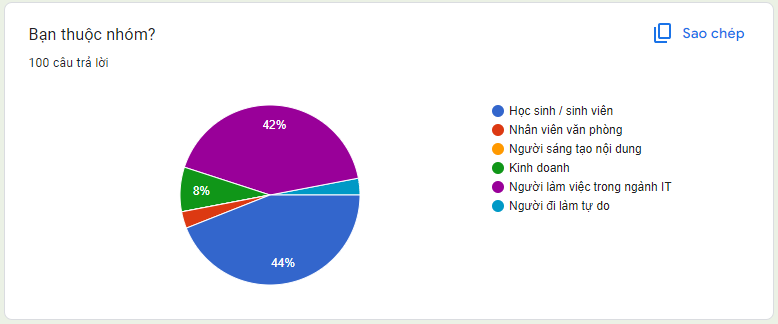 Bạn thuộc nhóm?
Sao chép
100 câu trả lời
42%
8%
44%
Học sinh / sinh viên
Nhân viên văn phòng
Người sáng tạo nội dung
Kinh doanh
Người làm việc trong ngành IT
Người đi làm tự do